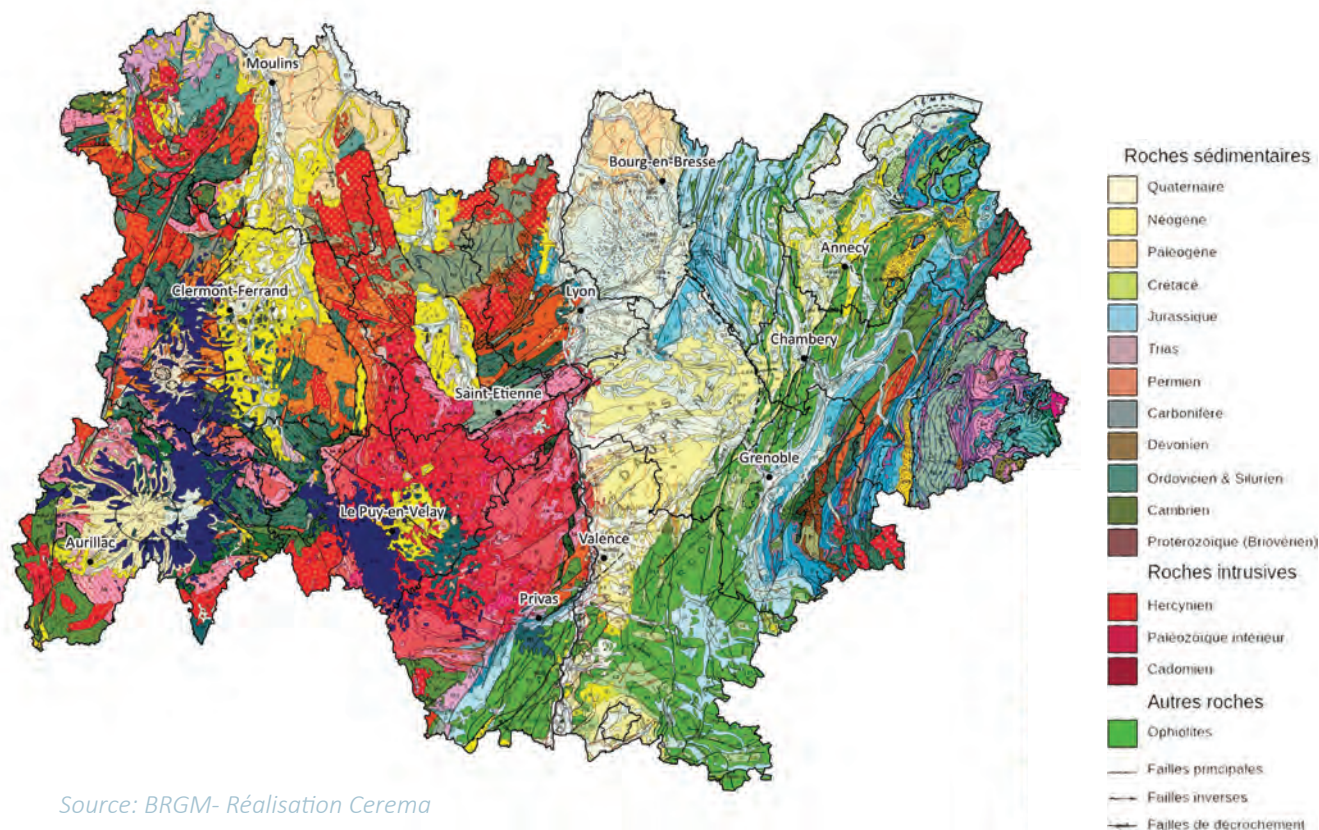 Moulins
Bourg-en-Bresse
Annecy
Clermont-Ferrand
Lyon
Chambery
Saint-Etienne
Grenoble
Le Puy-en-Velay
Valence
Aurillac
Privas
Roches sédimentaires
Quaternaire
Néogène
Paléogène
Crétacé
Jurassique
Trias
Permien
Carbonifère
Dévonien
Ordovicien & Silurien
Cambrien
Protérozoique (Briovérien)
Roches intrusives
Hercynien
Paléozoique inférieur
Cadomien
Autres roches
Ophiolites
Failles principales
Failles inverses
Failles de décrochement
Source: BRGM- Réalisation Cerema